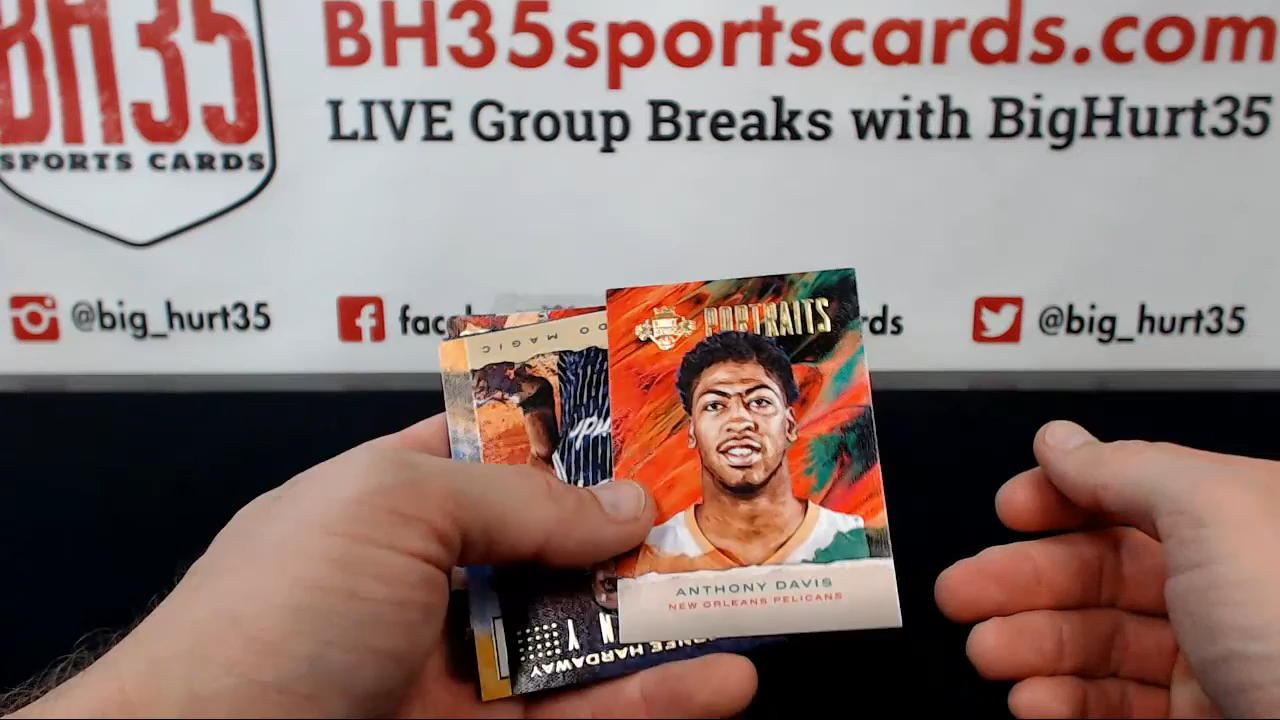 BH35
SPORTS CARDS
BH35sportscards.com
LIVE Group Breaks with BigHurt35
@big_hurt35
@big_hurt35
PORTRAITS
MAGIC
ANTHONY DAVIS
NEW ORLEANS PELICANS
HARDAWAY